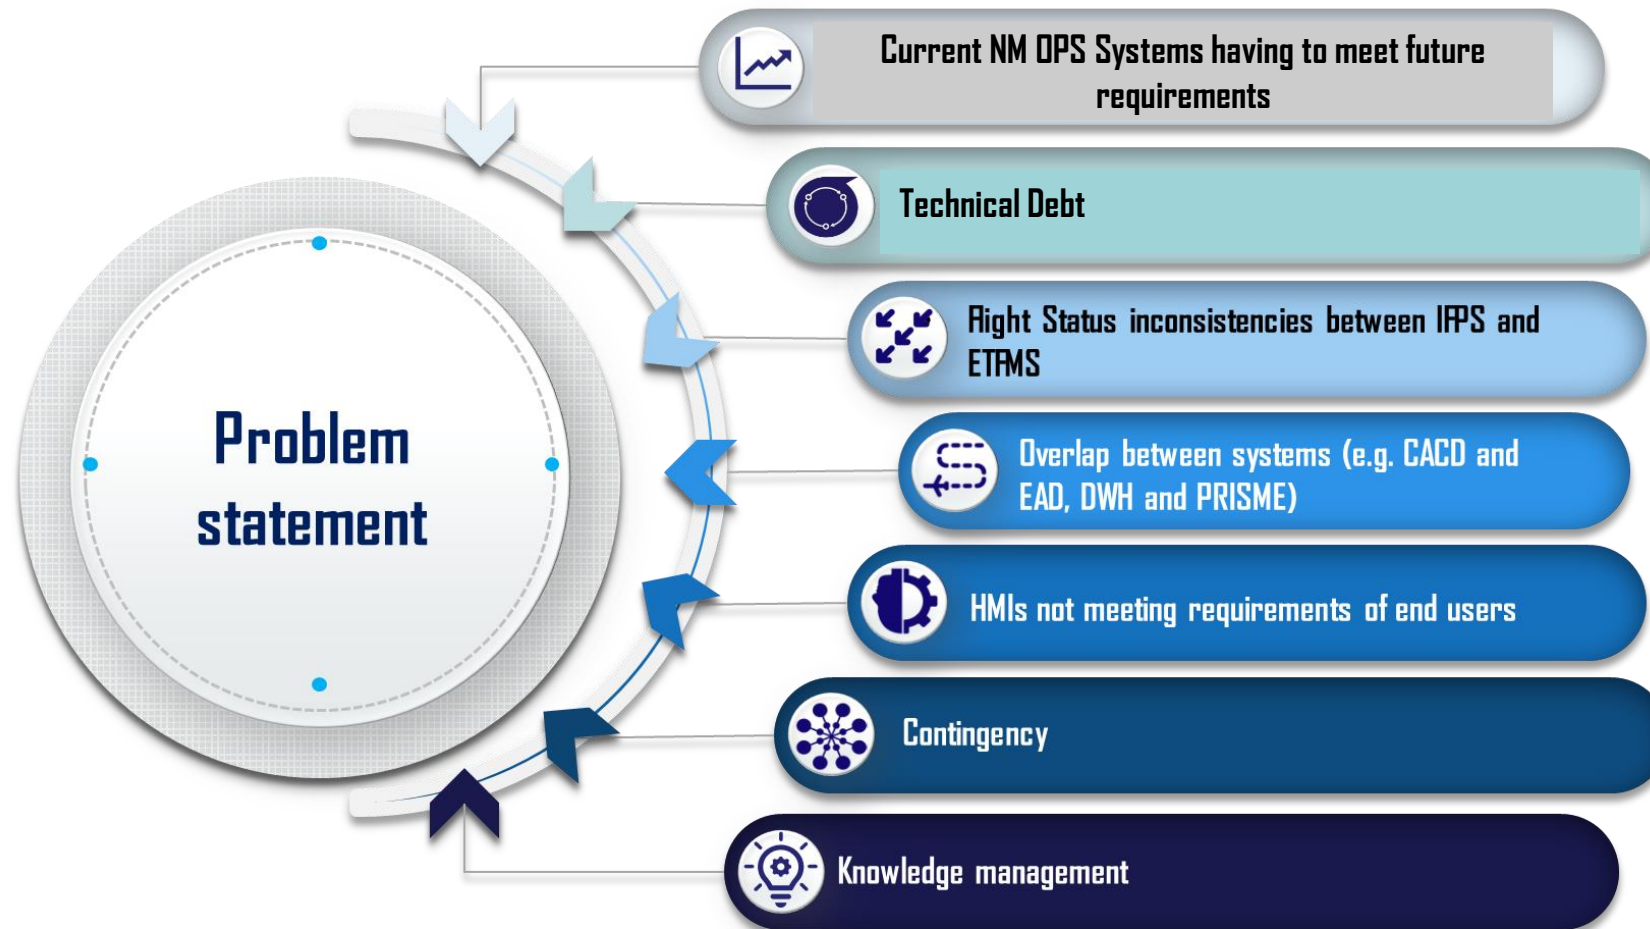 Current NM OPS Systems having to meet future
requirements
Technical Debt
Flight Status inconsistencies between IFPS and
ETFMS
Problem
statement
Overlap between systems (e.g. CACD and
EAD, DWH and PRISME)
HMIs not meeting requirements of end users
Contingency
Knowledge management